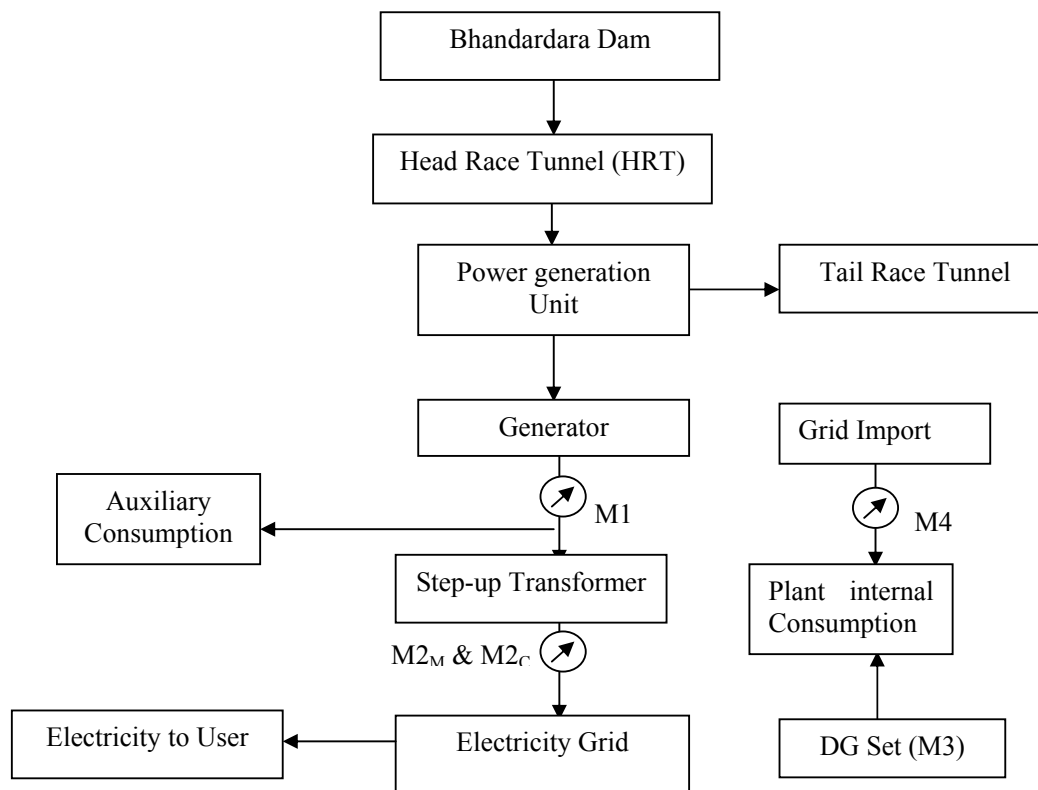 Bhandardara Dam
Head Race Tunnel (HRT)
Power generation
Unit
Tail Race Tunnel
Generator
Grid Import
Auxiliary
Consumption
M1
M4
Step-up Transformer
Plant internal
Consumption
M2M & M2C
Electricity to User
Electricity Grid
DG Set (M3)